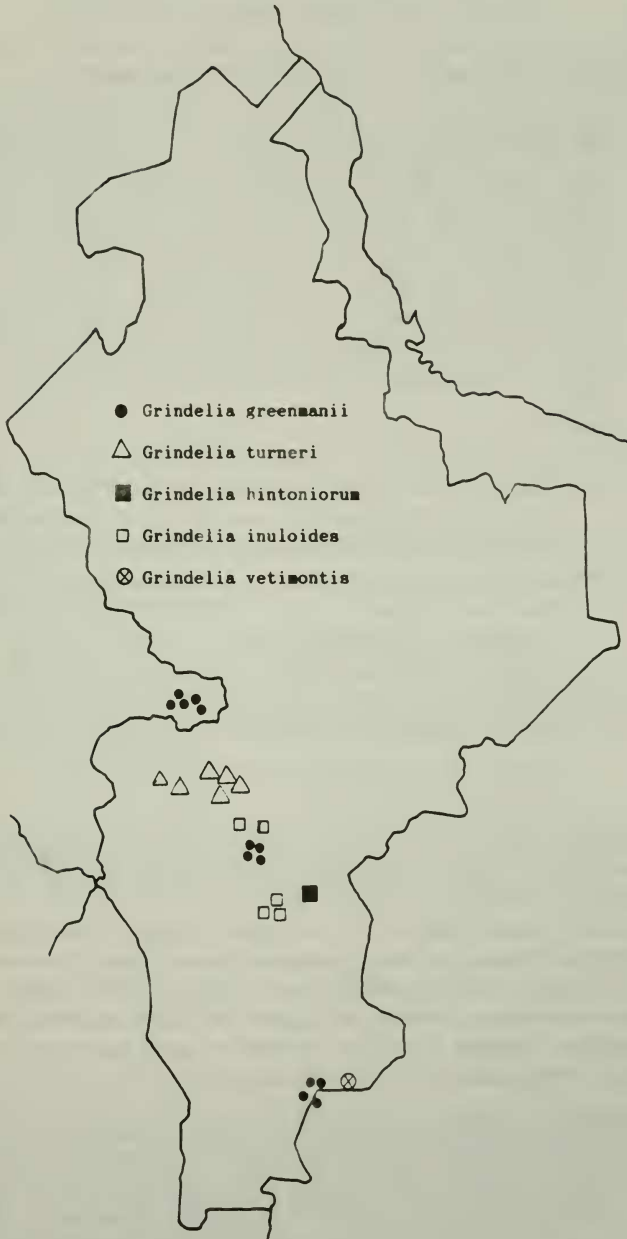 Grindelia greenmanii
Grindelia turneri
Grindelia hintoniorum
Grindelia inuloides
Grindelia vetimontis